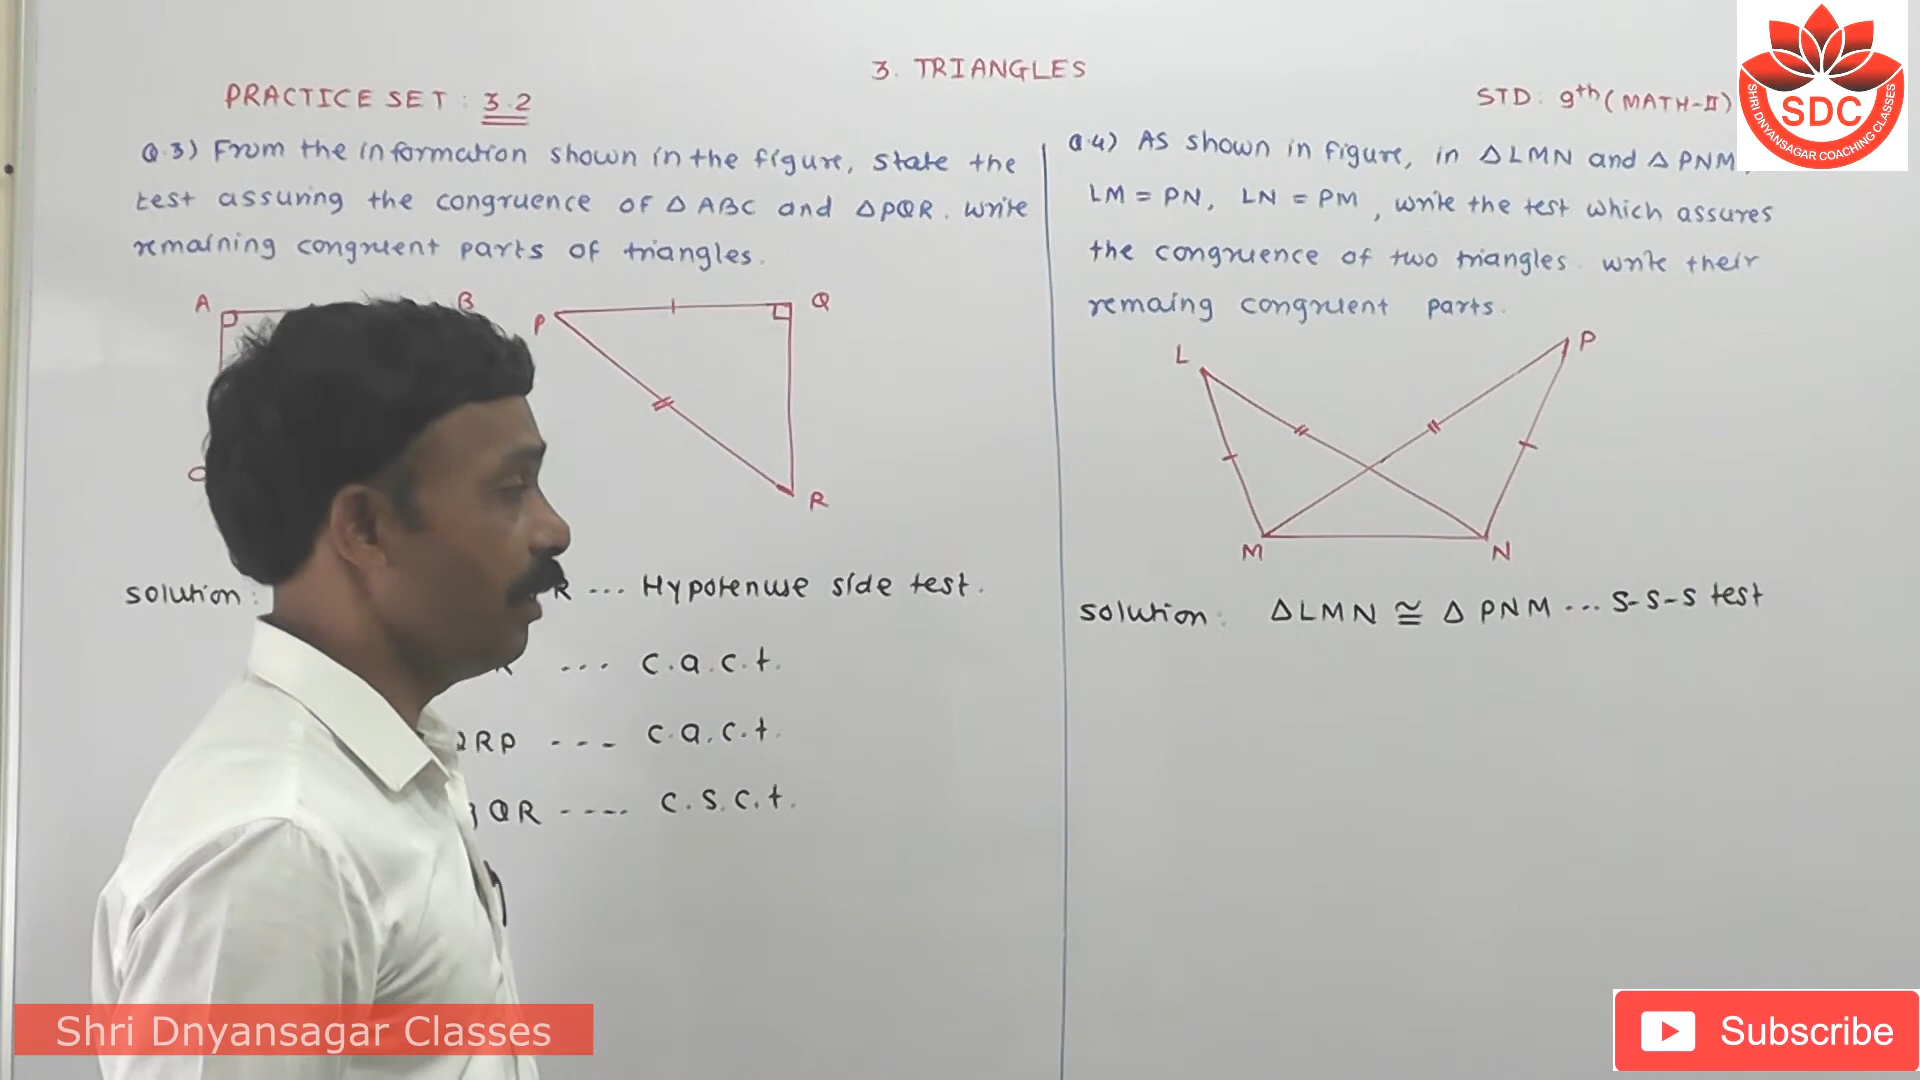 3. TRIANGLES
PRACTICE SET : 3.2
STD : 9th (MATH-II)
SDC
SHRI DNYANSAGAR COACHING CLASSES
Q.3) From the information shown in the figure, state the
test assuring the congruence of △ ABC and △PQR. Write
remaining congruent parts of triangles.
A
B
C
P
Q
R
solution :
R ... Hypotenuse side test.
... c.a.c.t.
QRP --- c.a.c.t.
QR ---- c.s.c.t.
Q.4) As shown in figure, in △LMN and △ PNM,
LM = PN, LN = PM, write the test which assures
the congruence of two triangles. write their
remaing congruent parts.
L
P
M
N
solution : △LMN ≅ △ PNM ... S-S-S test
Shri Dnyansagar Classes
Subscribe